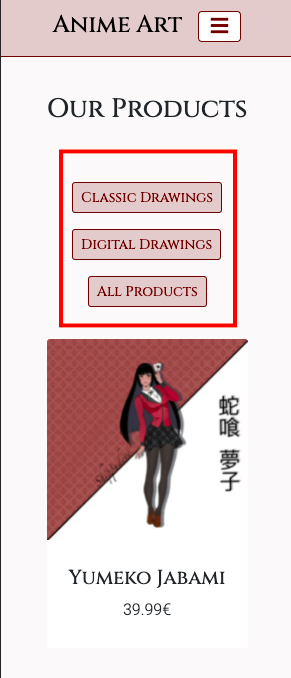 Anime Art
Our Products
Classic Drawings
Digital Drawings
All Products
蛇喰 夢子
Yumeko Jabami
39.99€